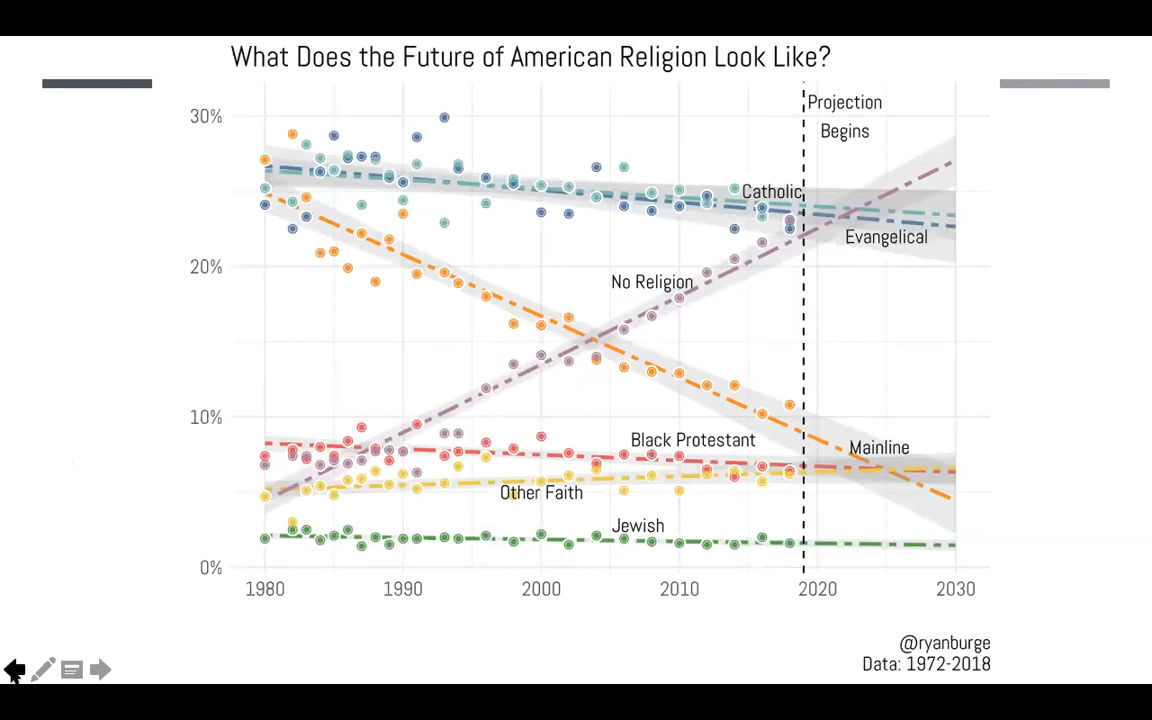 What Does the Future of American Religion Look Like?
Projection
Begins
30%
Catholic
Evangelical
20%
No Religion
10%
Black Protestant
Mainline
Other Faith
Jewish
0%
1980 1990 2000 2010 2020 2030
@ryanburge
Data: 1972-2018